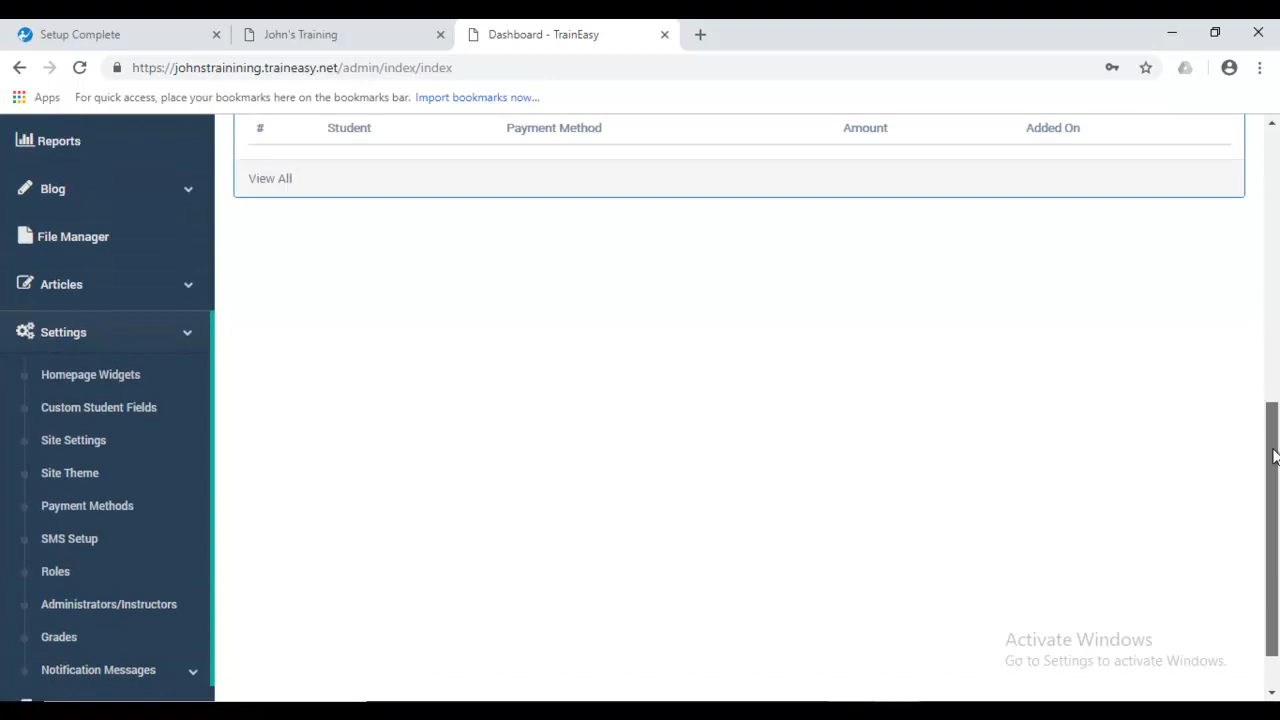 Setup Complete
John's Training
Dashboard - TrainEasy
https://johnstrainining.traineasy.net/admin/index/index
Apps
For quick access, place your bookmarks here on the bookmarks bar. Import bookmarks now...
Reports
Blog
File Manager
Articles
Settings
Homepage Widgets
Custom Student Fields
Site Settings
Site Theme
Payment Methods
SMS Setup
Roles
Administrators/Instructors
Grades
Notification Messages
# Student Payment Method Amount Added On
View All
Activate Windows
Go to Settings to activate Windows.